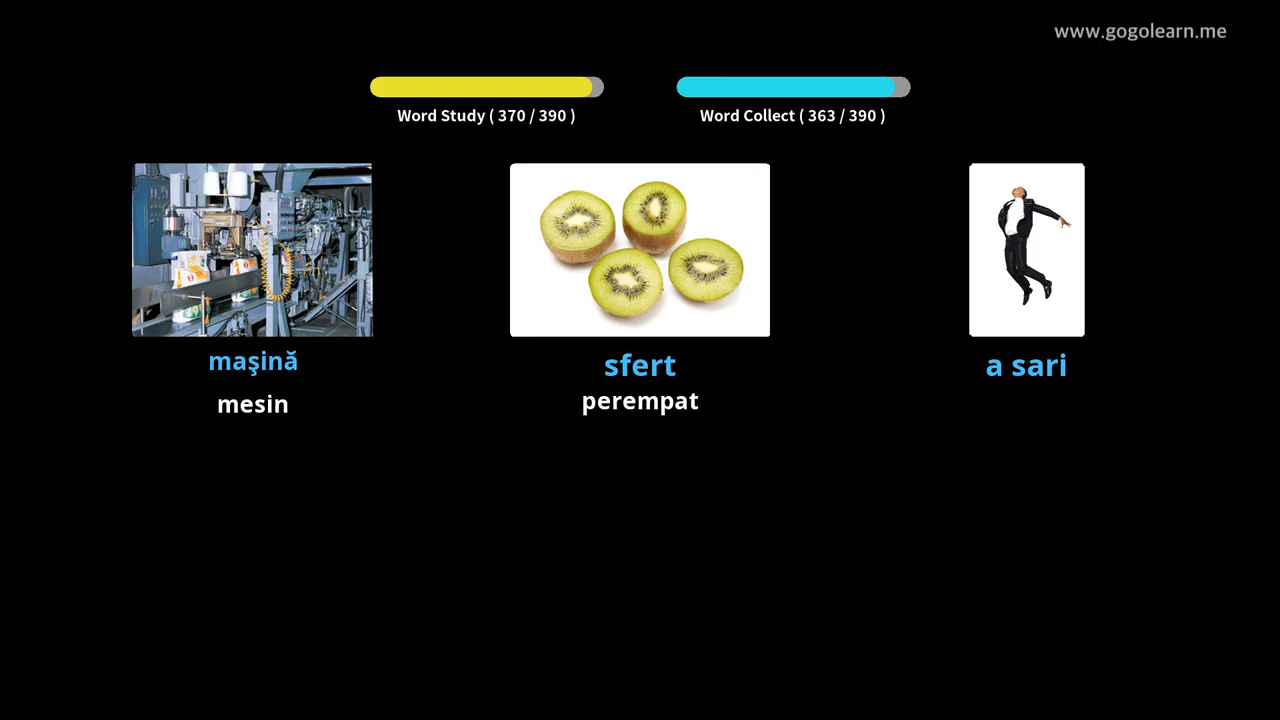 www.gogolearn.me
Word Study ( 370 / 390 )
Word Collect ( 363 / 390 )
maşină
mesin
sfert
perempat
a sari